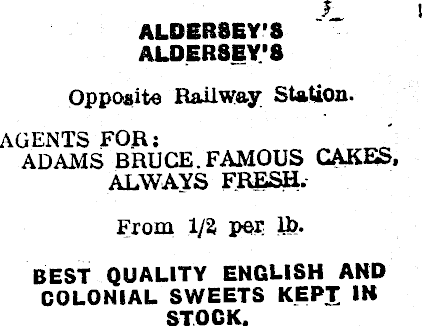 ALDERSEY'S
ALDERSEY'S
Opposite Railway Station.
AGENTS FOR:
ADAMS BRUCE FAMOUS CAKES,
ALWAYS FRESH.
From 1/2 per lb.
BEST QUALITY ENGLISH AND
COLONIAL SWEETS KEPT IN
STOCK.